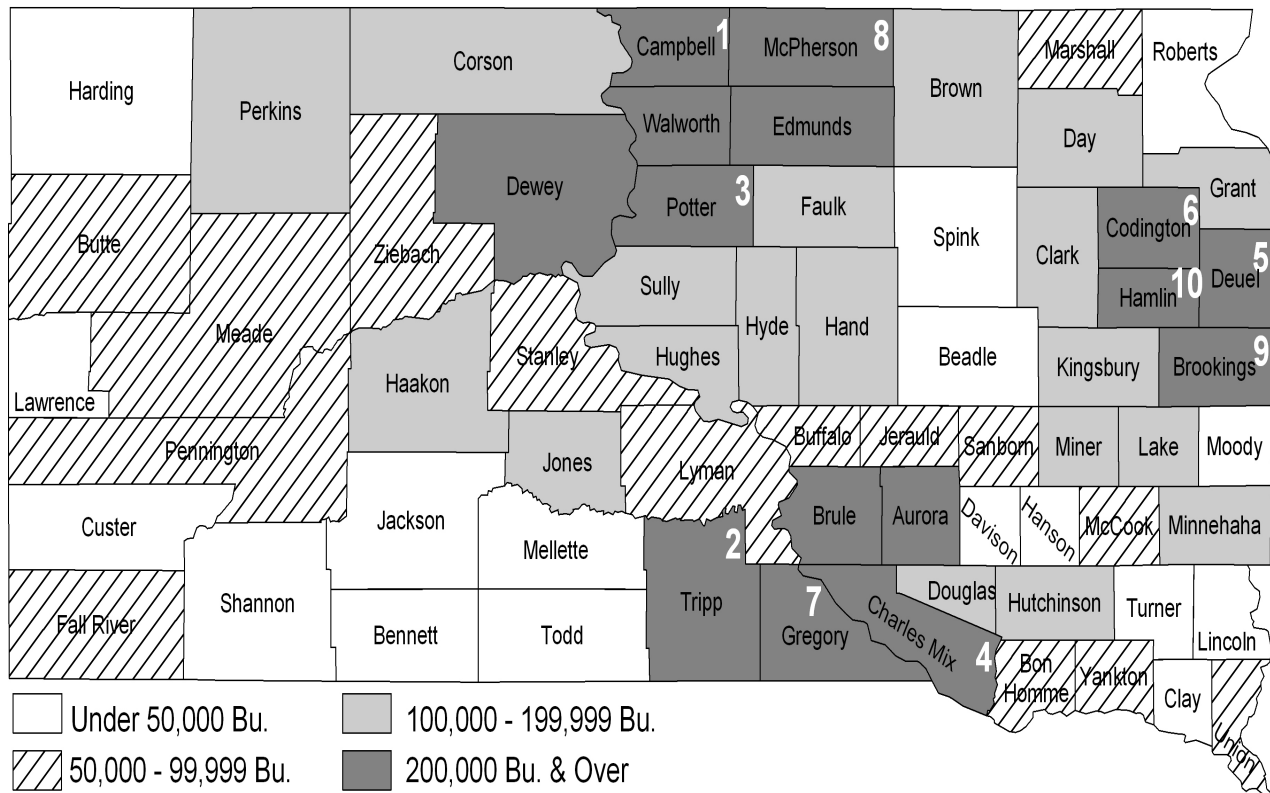 Harding
Perkins
Corson
Campbell 1
McPherson 8
Brown
Marshall
Roberts
Walworth
Edmunds
Day
Dewey
Potter 3
Faulk
Spink
Clark
Codington 6
Grant
Butte
Ziebach
Meade
Sully
Hyde
Hand
Hamlin 10
Deuel 5
Lawrence
Haakon
Stanley
Hughes
Beadle
Kingsbury
Brookings 9
Pennington
Jones
Lyman
Buffalo
Jerauld
Sanborn
Miner
Lake
Moody
Custer
Jackson
Mellette
Brule
Aurora
Davison
Hanson
McCook
Minnehaha
Fall River
Shannon
Bennett
Todd
Tripp 2
Gregory 7
Charles Mix 4
Douglas
Hutchinson
Turner
Lincoln
Bon
Homme
Yankton
Clay
Union
Under 50,000 Bu.
100,000 - 199,999 Bu.
50,000 - 99,999 Bu.
200,000 Bu. & Over